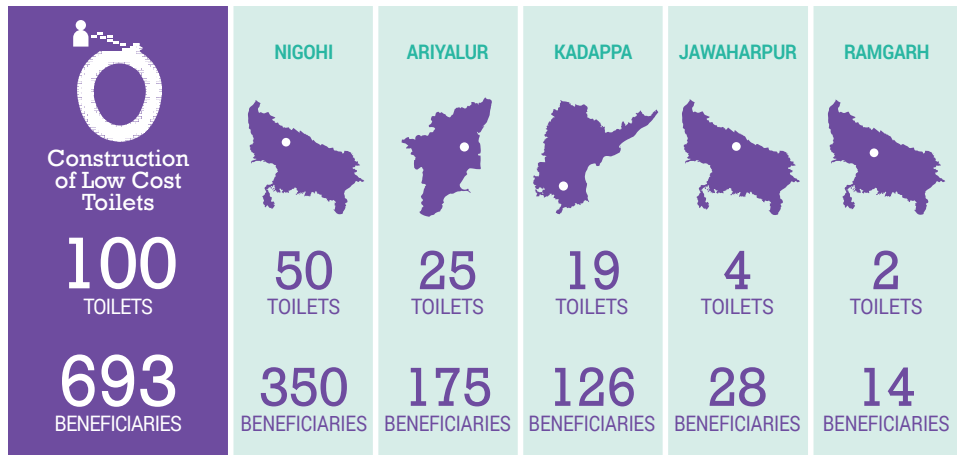 Construction
of Low Cost
Toilets
100
TOILETS
693
BENEFICIARIES
NIGOHI
50
TOILETS
350
BENEFICIARIES
ARIYALUR
25
TOILETS
175
BENEFICIARIES
KADAPPA
19
TOILETS
126
BENEFICIARIES
JAWAHARPUR
4
TOILETS
28
BENEFICIARIES
RAMGARH
2
TOILETS
14
BENEFICIARIES